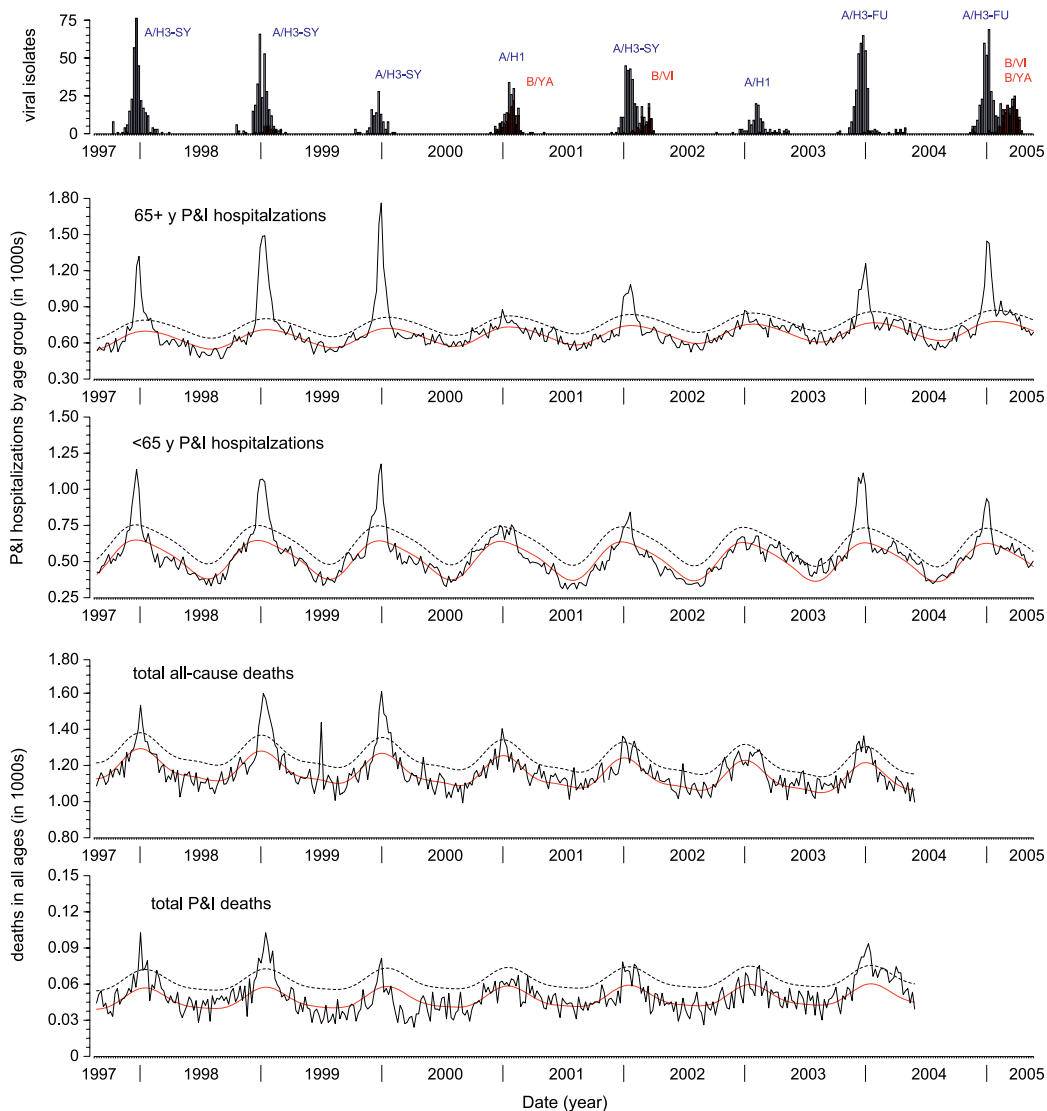 viral isolates
75
50
25
0
A/H3-SY
A/H3-SY
A/H3-SY
A/H1
B/YA
A/H3-SY
B/VI
A/H1
A/H3-FU
A/H3-FU
B/VI
B/YA
1997 1998 1999 2000 2001 2002 2003 2004 2005
P&I hospitalizations by age group (in 1000s)
65+ y P&I hospitalzations
1.80
1.50
1.20
0.90
0.60
0.30
1997 1998 1999 2000 2001 2002 2003 2004 2005
<65 y P&I hospitalzations
1.50
1.25
1.00
0.75
0.50
0.25
1997 1998 1999 2000 2001 2002 2003 2004 2005
deaths in all ages (in 1000s)
total all-cause deaths
1.80
1.60
1.40
1.20
1.00
0.80
1997 1998 1999 2000 2001 2002 2003 2004 2005
total P&I deaths
0.15
0.12
0.09
0.06
0.03
0
1997 1998 1999 2000 2001 2002 2003 2004 2005
Date (year)